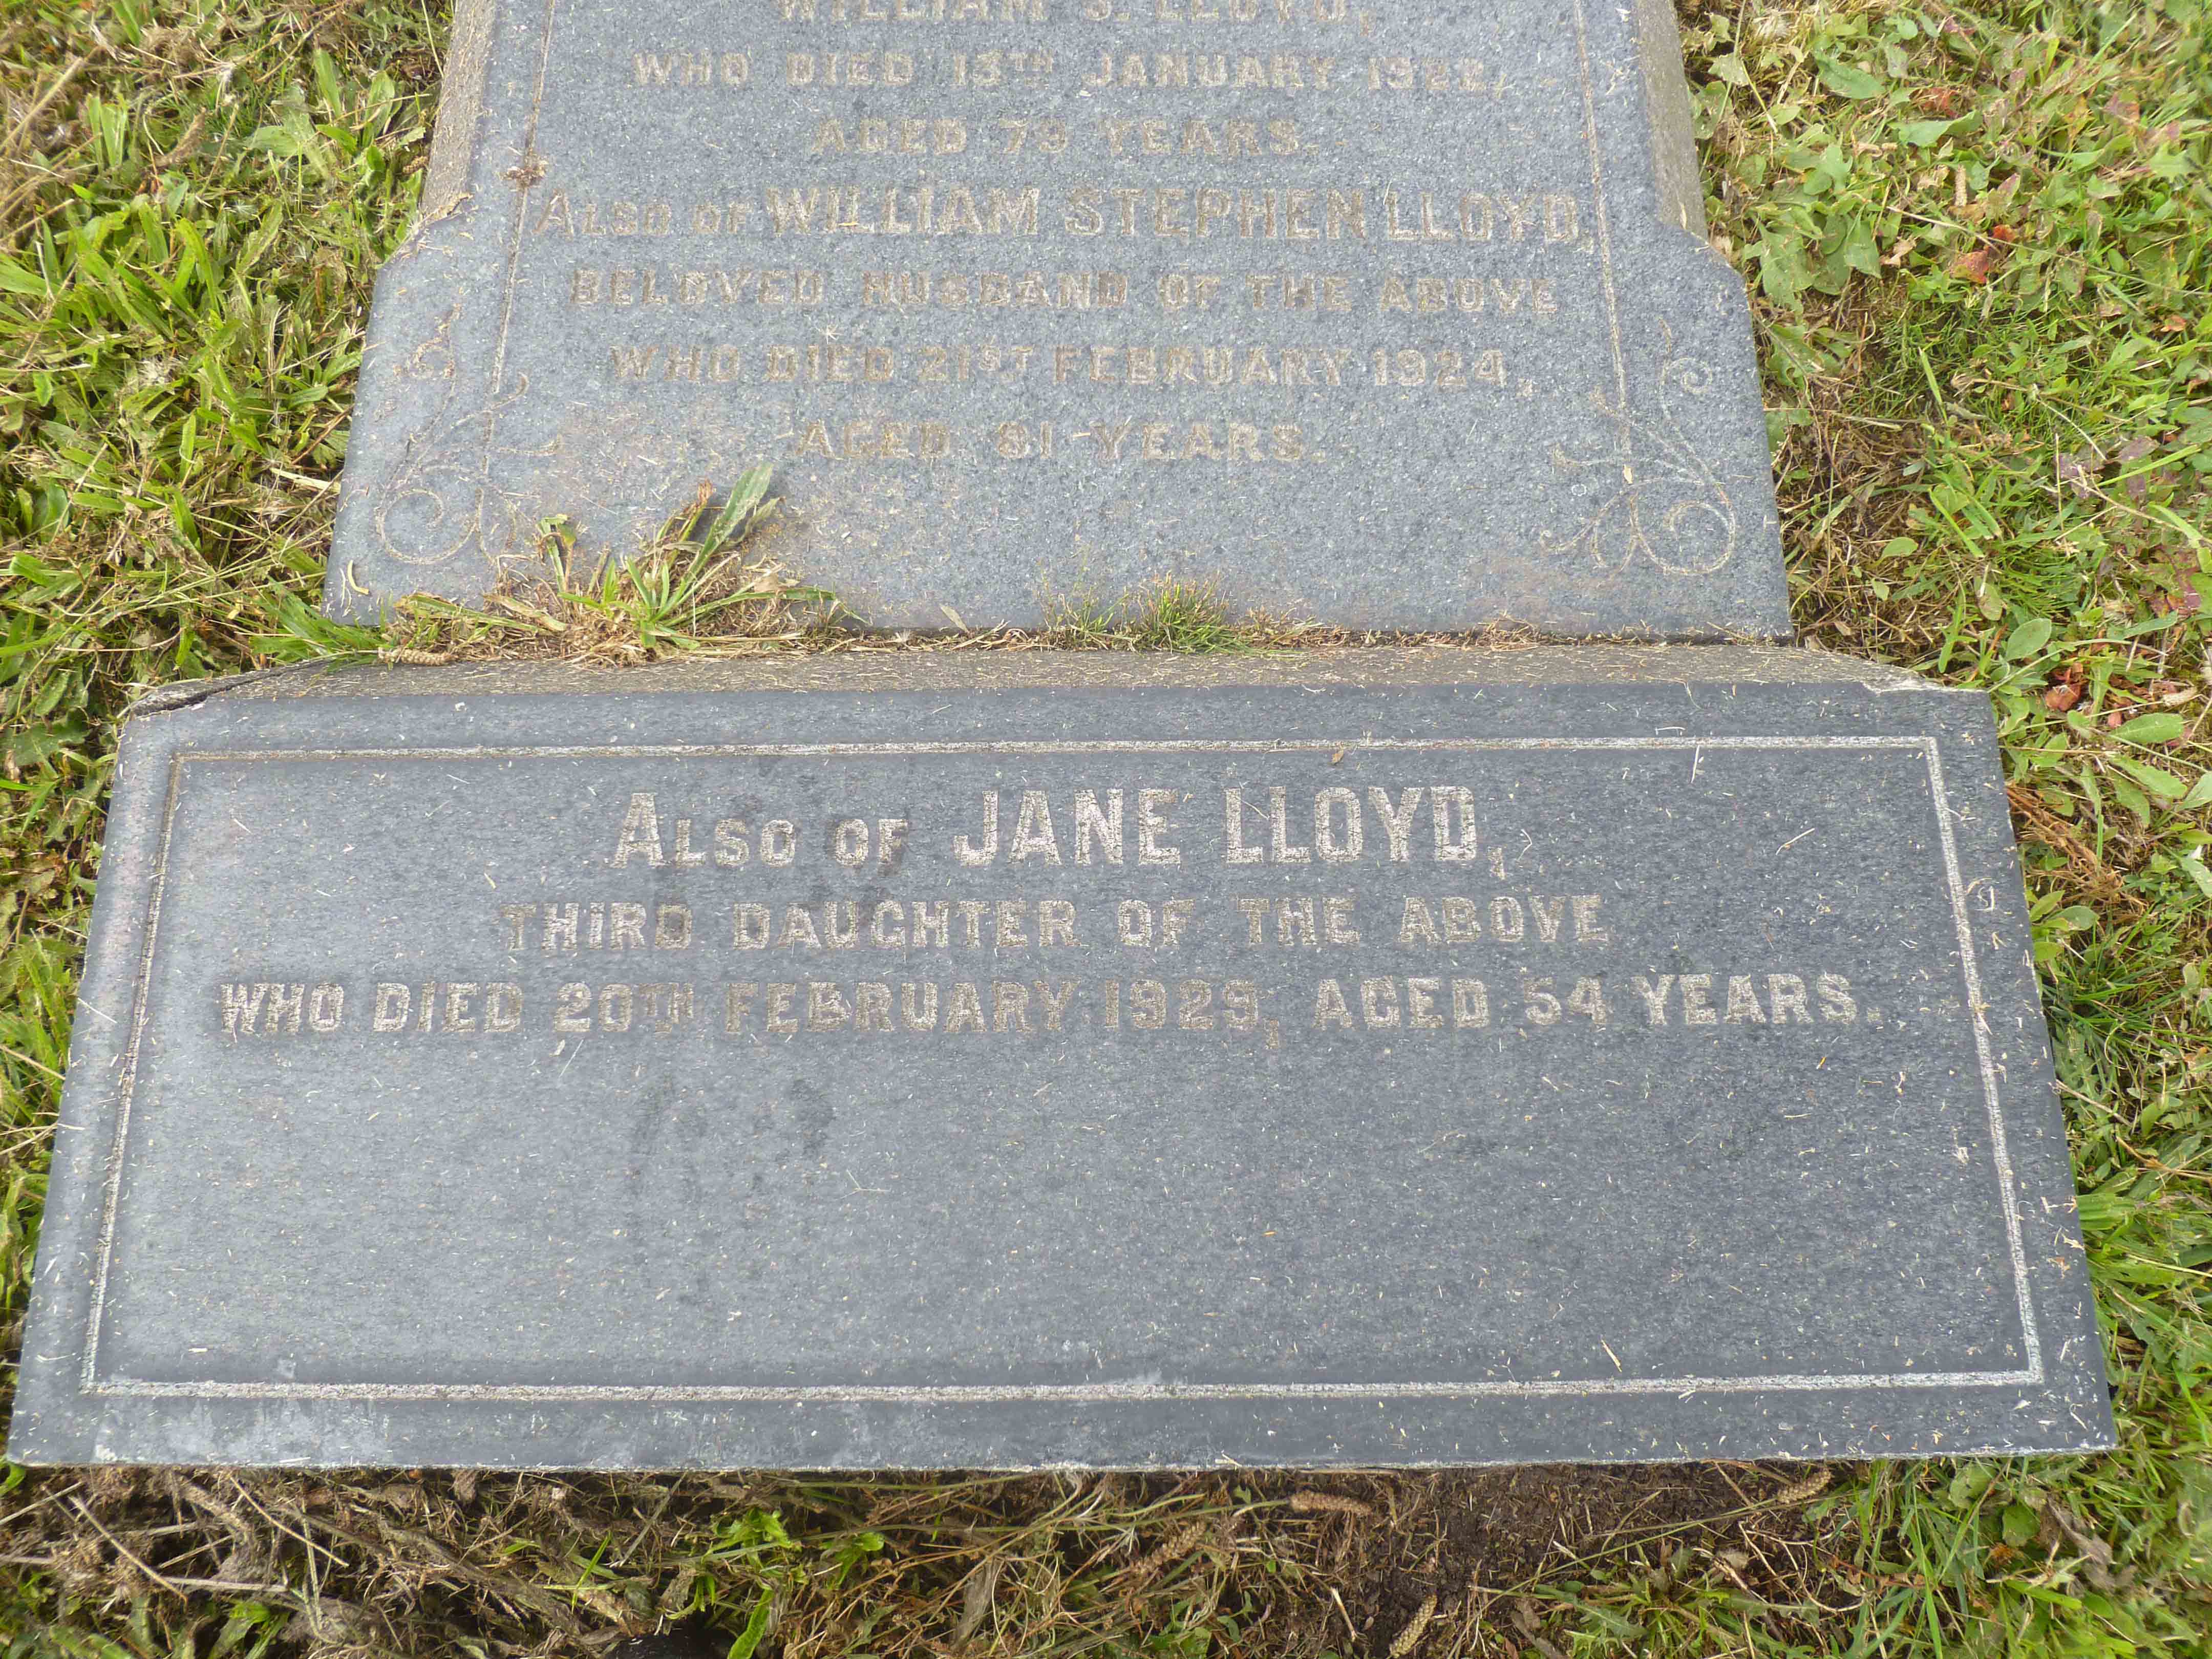 WILLIAM S. LLOYD,
WHO DIED 13TH JANUARY 1922,
AGED 79 YEARS.
ALSO OF WILLIAM STEPHEN LLOYD,
BELOVED HUSBAND OF THE ABOVE
WHO DIED 21ST FEBRUARY 1924,
AGED 81 YEARS.
ALSO OF JANE LLOYD,
THIRD DAUGHTER OF THE ABOVE
WHO DIED 20TH FEBRUARY 1929, AGED 54 YEARS.